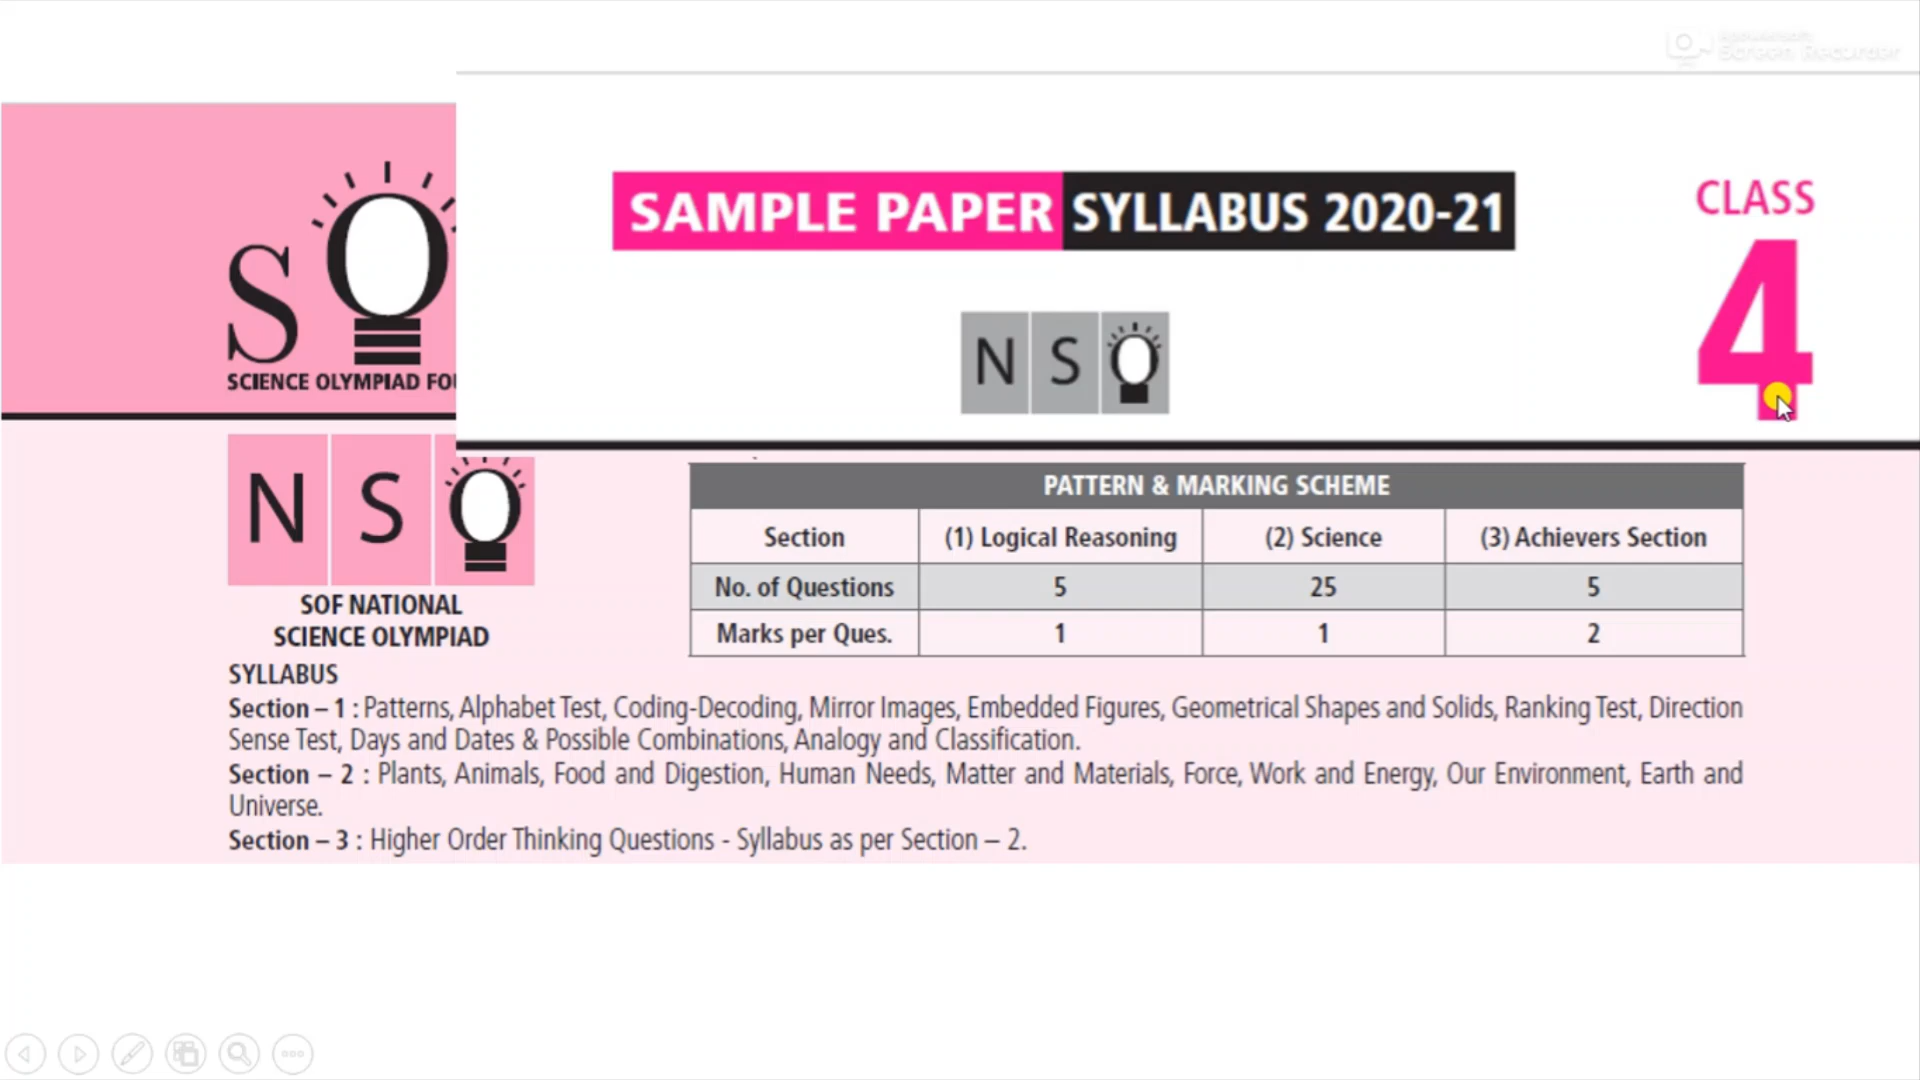 Screen Recorder
SAMPLE PAPER SYLLABUS 2020-21
CLASS
4
SO
SCIENCE OLYMPIAD FOU
NSO
NSO
SOF NATIONAL
SCIENCE OLYMPIAD
PATTERN & MARKING SCHEME
Section (1) Logical Reasoning (2) Science (3) Achievers Section
No. of Questions 5 25 5
Marks per Ques. 1 1 2
SYLLABUS
Section – 1 : Patterns, Alphabet Test, Coding-Decoding, Mirror Images, Embedded Figures, Geometrical Shapes and Solids, Ranking Test, Direction
Sense Test, Days and Dates & Possible Combinations, Analogy and Classification.
Section – 2 : Plants, Animals, Food and Digestion, Human Needs, Matter and Materials, Force, Work and Energy, Our Environment, Earth and
Universe.
Section – 3 : Higher Order Thinking Questions - Syllabus as per Section – 2.